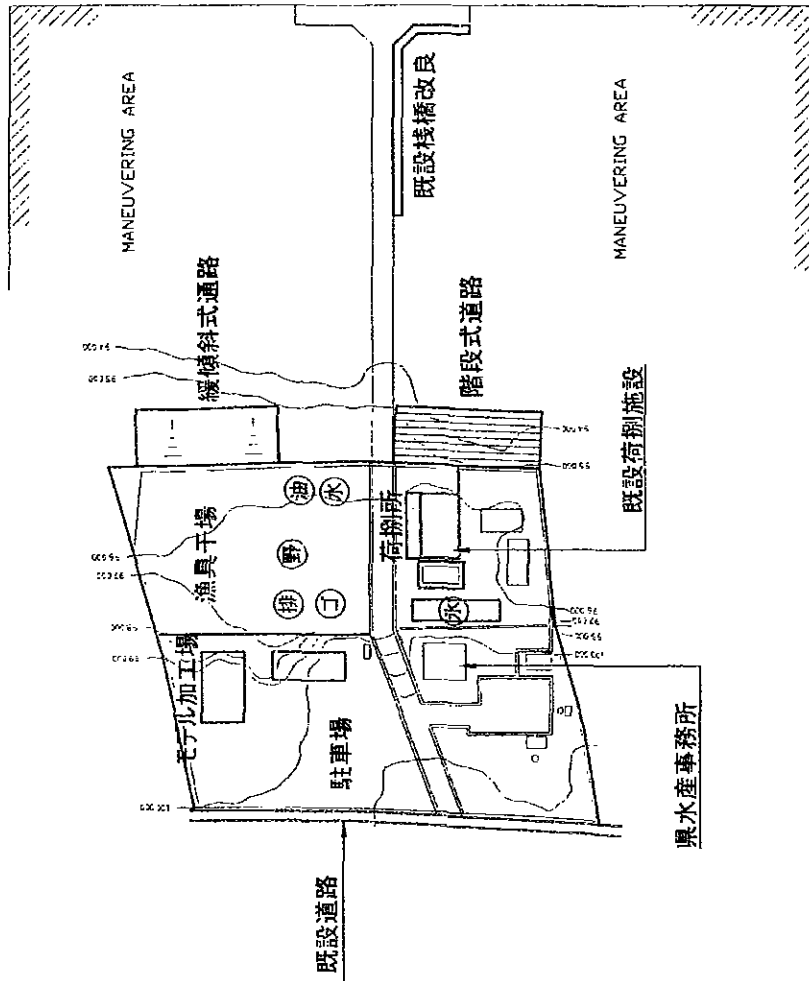 MANEUVERING AREA
緩傾斜式通路
漁具干場
油
水
野
排
ゴ
モデル加工場
駐車場
既設道路
既設桟橋改良
MANEUVERING AREA
階段式道路
荷捌所
氷
既設荷捌施設
県水産事務所